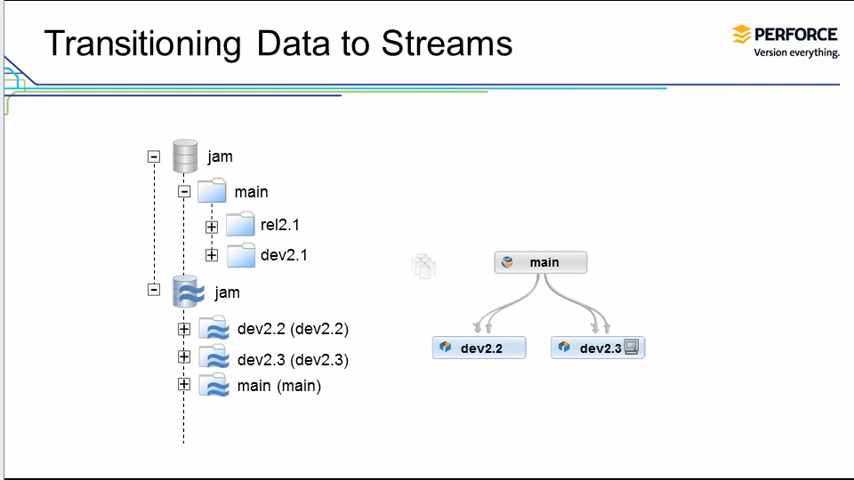 Transitioning Data to Streams
PERFORCE
Version everything.
jam
main
rel2.1
dev2.1
jam
dev2.2 (dev2.2)
dev2.3 (dev2.3)
main (main)
main
dev2.2
dev2.3